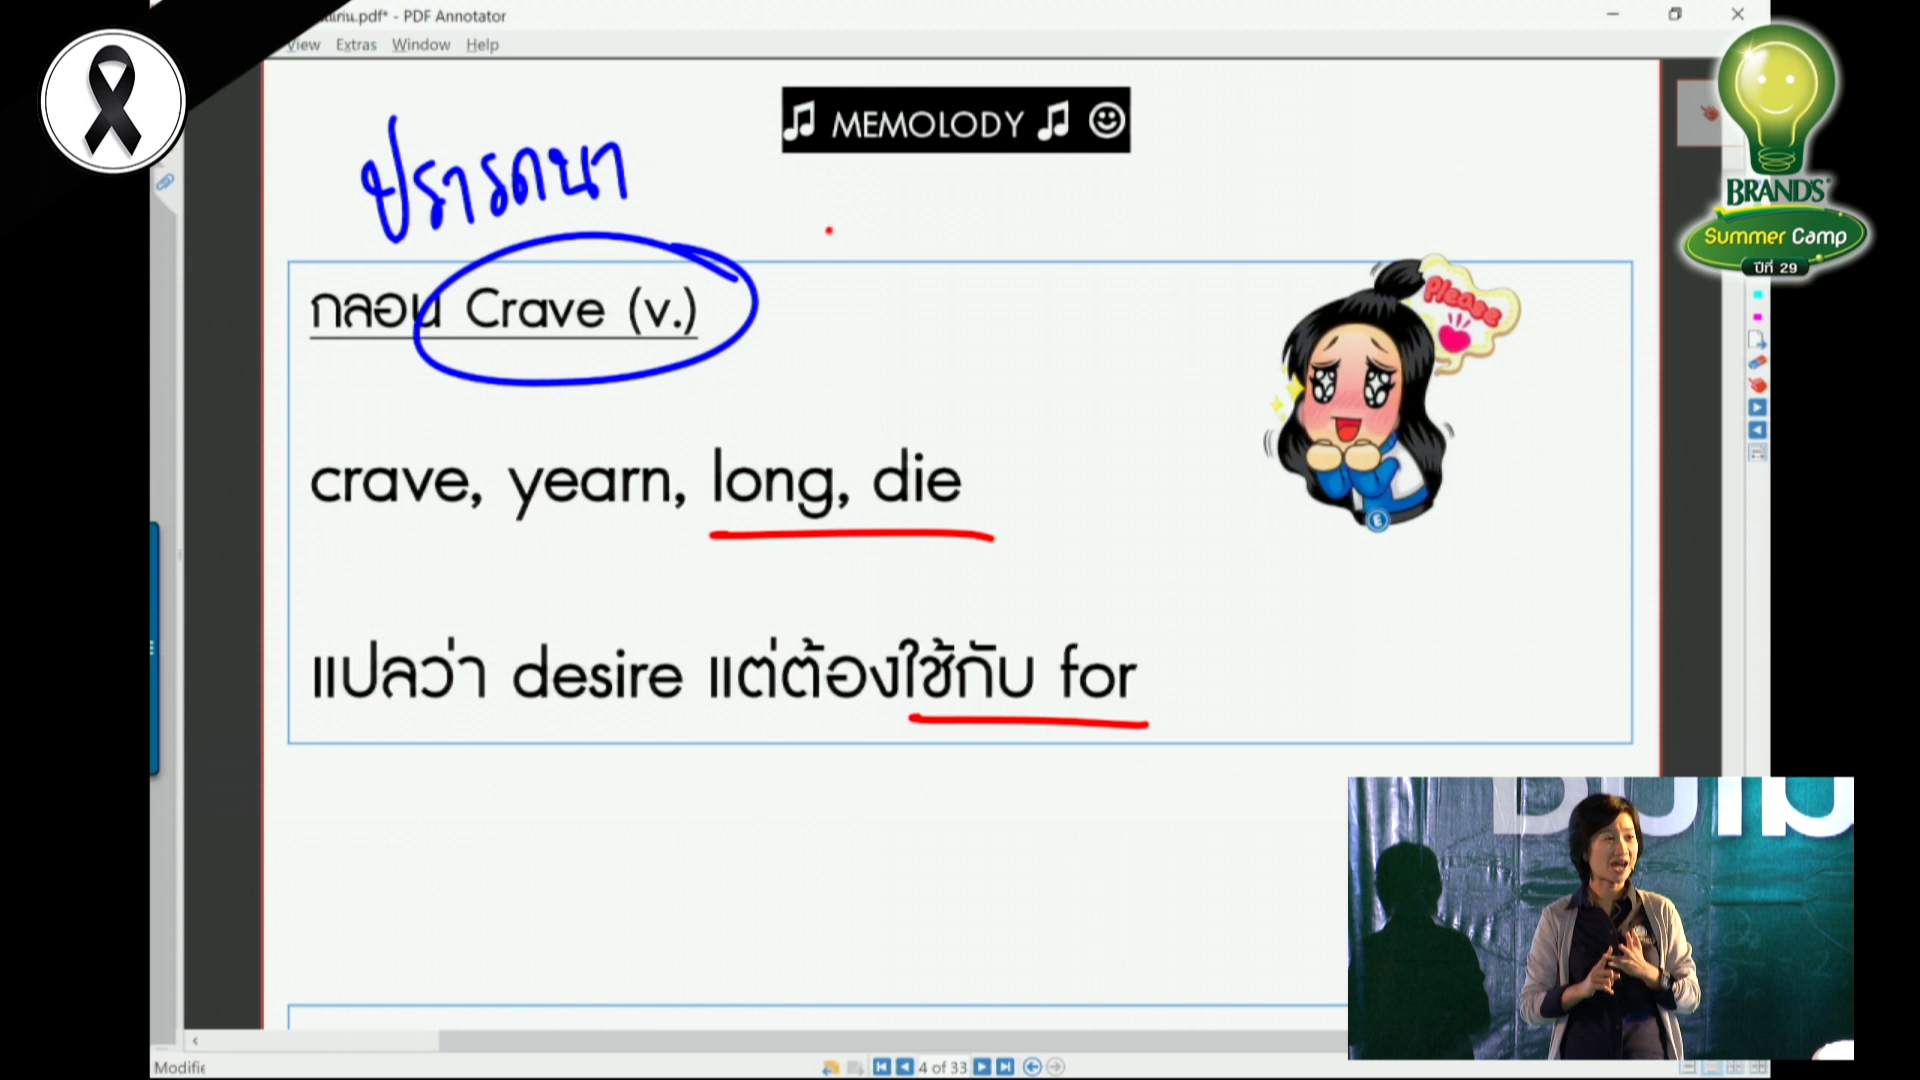 .pdf* - PDF Annotator
View Extras Window Help
♫ MEMOLODY ♫ ☺
ปรารถนา
กลอน Crave (v.)
Please
crave, yearn, long, die
แปลว่า desire แต่ต้องใช้กับ for
BRAND'S
Summer Camp
ปีที่ 29
E
Modifie
4 of 33